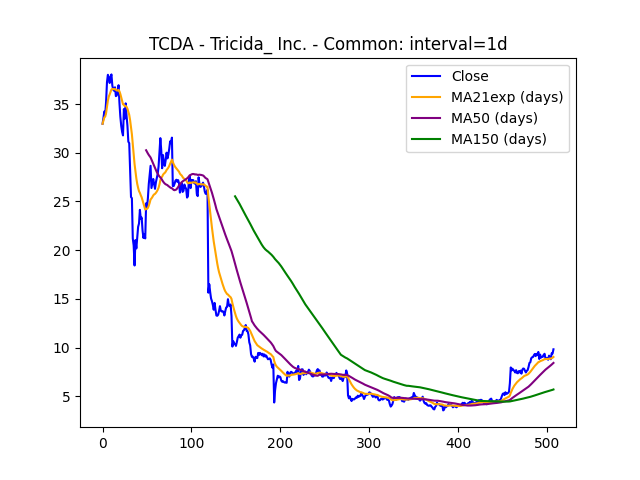 TCDA - Tricida_ Inc. - Common: interval=1d
Close
MA21exp (days)
MA50 (days)
MA150 (days)
35
30
25
20
15
10
5
0 100 200 300 400 500